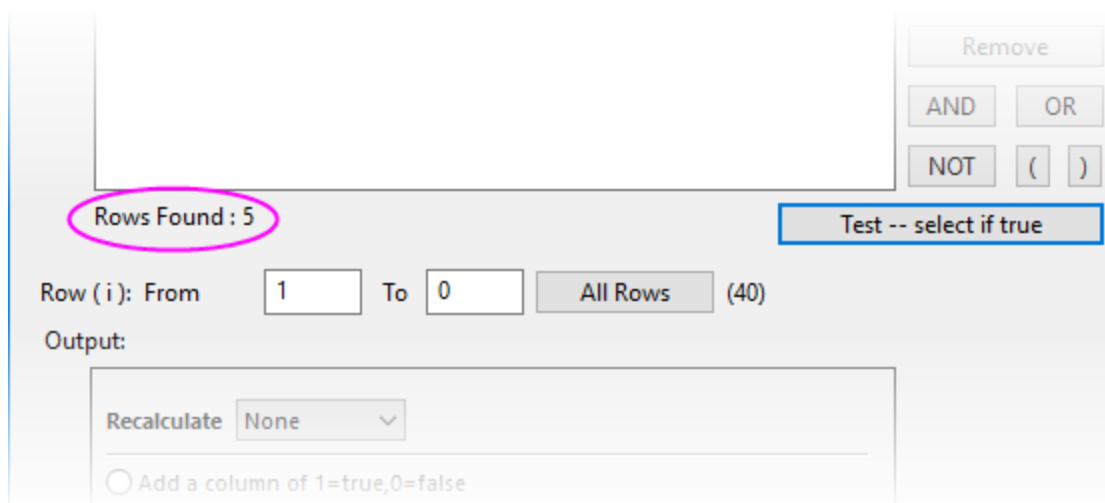 Remove
AND OR
NOT ( )
Rows Found : 5
Test -- select if true
Row ( i ): From 1 To 0 All Rows (40)
Output:
Recalculate None
Add a column of 1=true,0=false